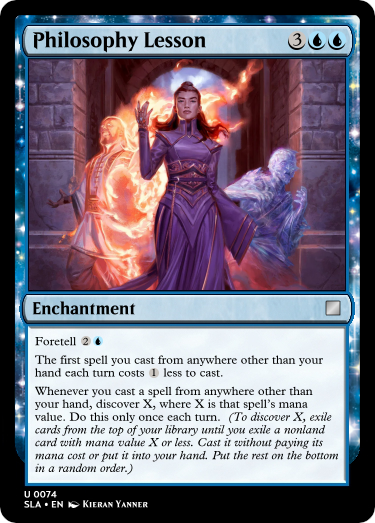 Philosophy Lesson 3
Enchantment
Foretell 2
The first spell you cast from anywhere other than your
hand each turn costs 1 less to cast.
Whenever you cast a spell from anywhere other than
your hand, discover X, where X is that spell's mana
value. Do this only once each turn. (To discover X, exile
cards from the top of your library until you exile a nonland
card with mana value X or less. Cast it without paying its
mana cost or put it into your hand. Put the rest on the bottom
in a random order.)
U 0074
SLA • EN Kieran Yanner